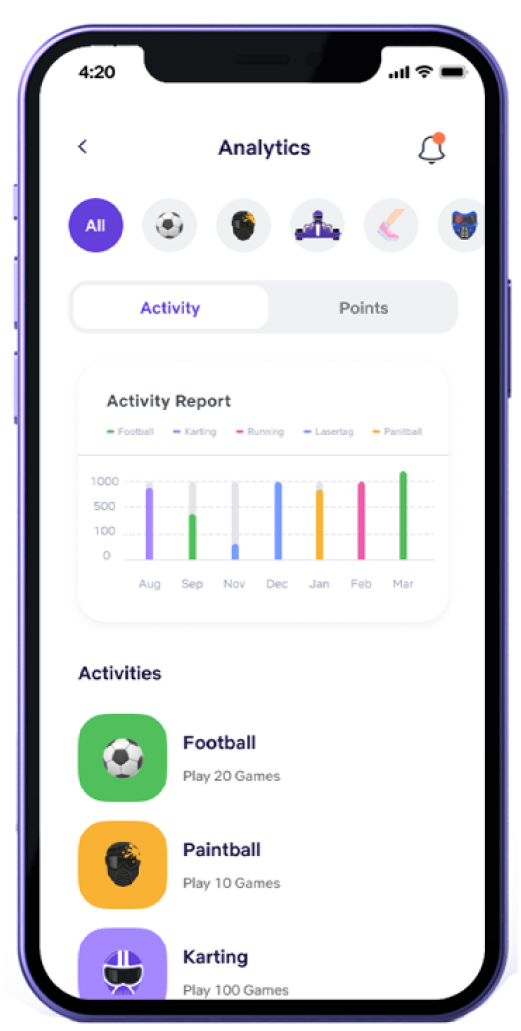 4:20
Analytics
All
Activity Points
Activity Report
Football Karting Running Lasertag Panitball
1000
500
100
0
Aug Sep Nov Dec Jan Feb Mar
Activities
Football
Play 20 Games
Paintball
Play 10 Games
Karting
Play 100 Games